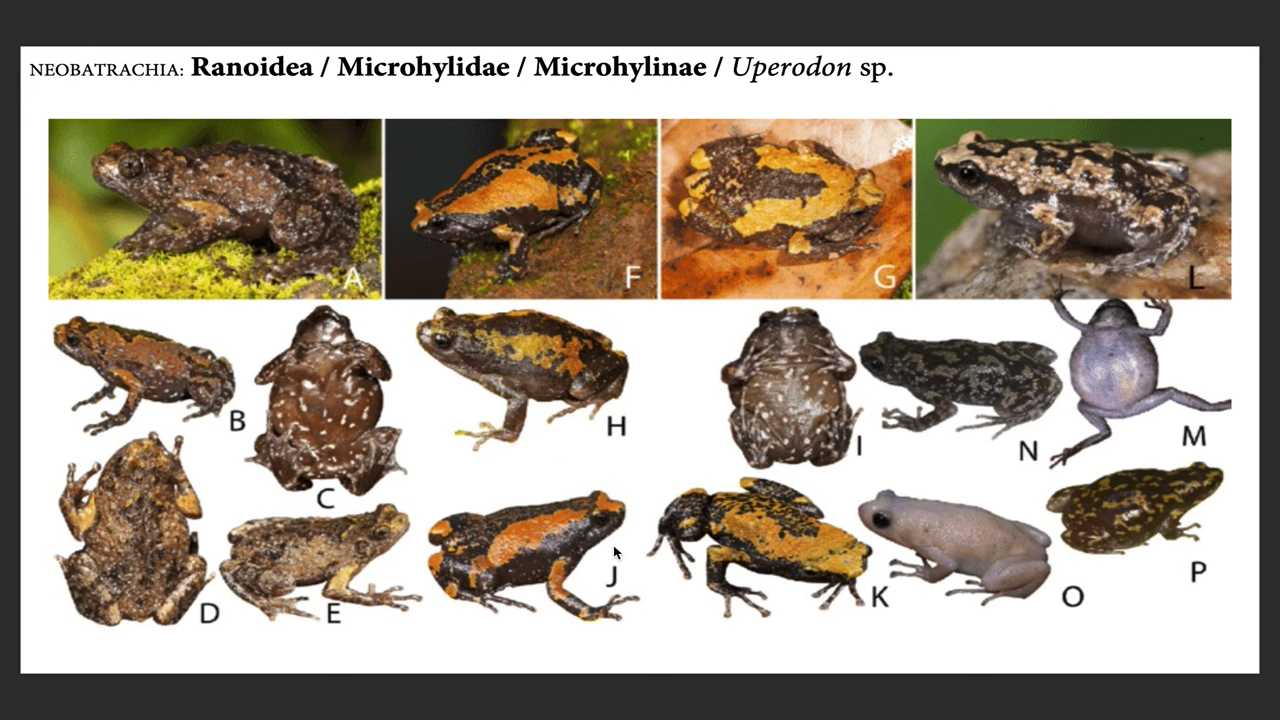 NEOBATRACHIA: Ranoidea / Microhylidae / Microhylinae / Uperodon sp.
A F G L
B C H I N M
D E J K O P